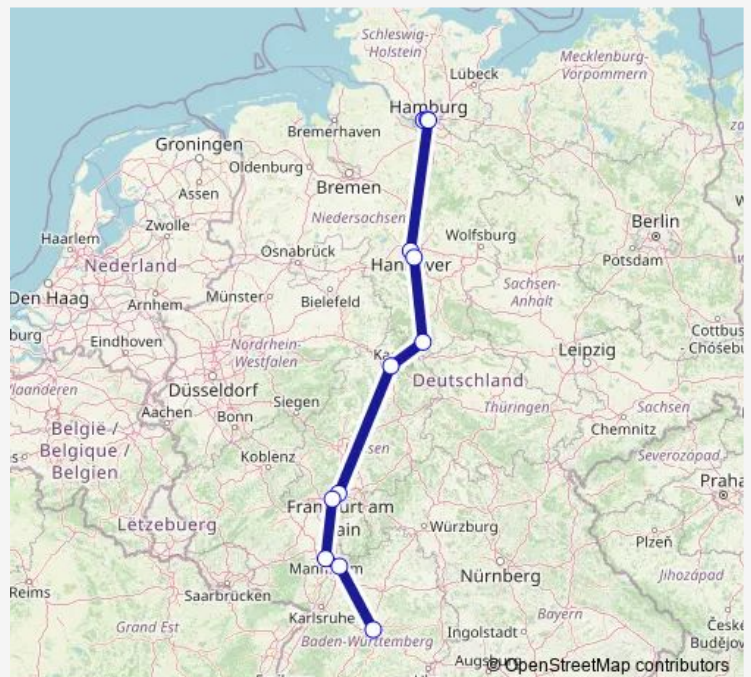 Schleswig-
Holstein
Mecklenburg-
Vorpommern
Lübeck
Hamburg
Bremerhaven
Groningen
Oldenburg
Assen
Bremen
Niedersachsen
Zwolle
Berlin
Haarlem
Wolfsburg
Osnabrück
Potsdam
Nederland
Den Haag
Münster
Bielefeld
Sachsen-
Anhalt
Arnhem
Cottbus
- Chóśebu
Eindhoven
Nordrhein-
Westfalen
Leipzig
Düsseldorf
Deutschland
Siegen
Thüringen
Sachsen
Aachen
Bonn
België /
Belgique /
Belgien
Chemnitz
Koblenz
Severozápad
Praha
Lëtzebuerg
Würzburg
Plzeň
Nürnberg
Jihozápad
Reims
Saarbrücken
Karlsruhe
Bayern
Grand Est
Baden-Württemberg
Ingolstadt
České
Budějov
© OpenStreetMap contributors